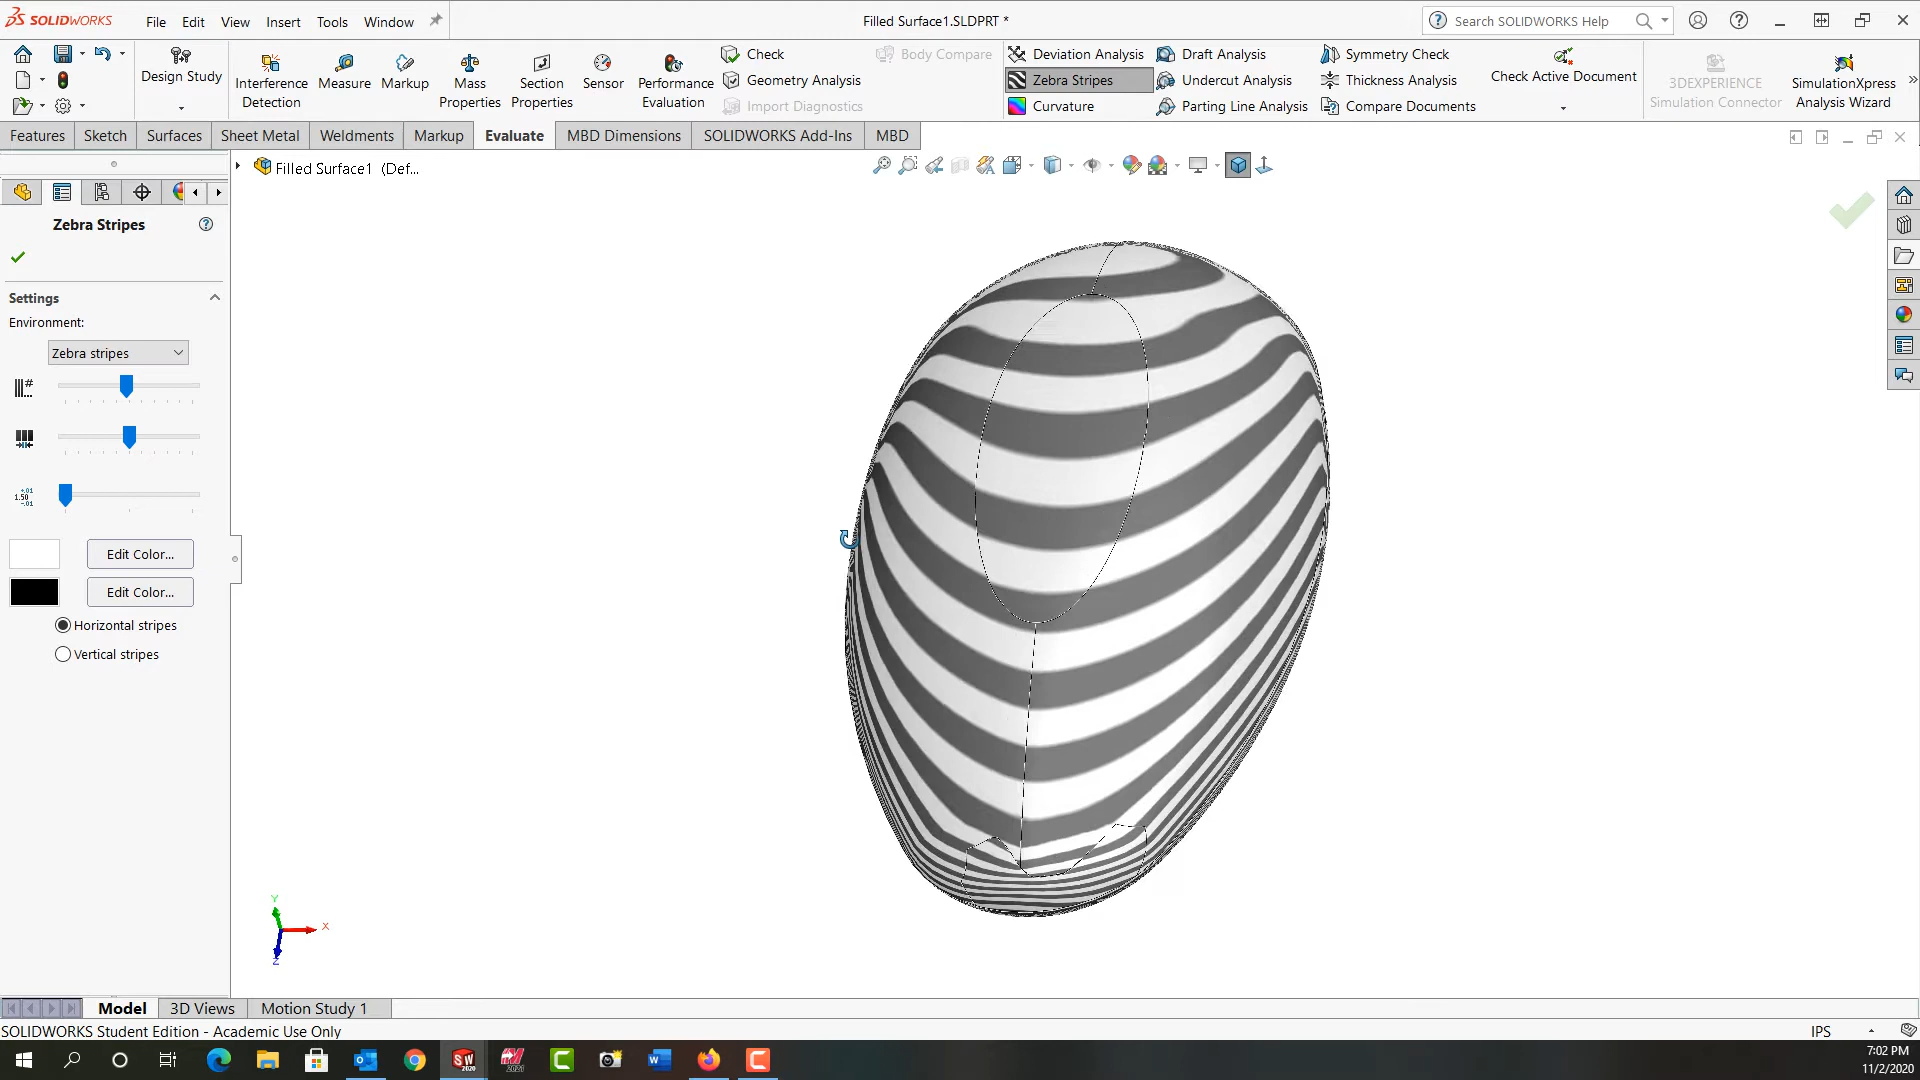 SOLIDWORKS File Edit View Insert Tools Window Filled Surface1.SLDPRT * Search SOLIDWORKS Help
Design Study
Interference Detection
Measure
Markup
Mass Properties
Section Properties
Sensor
Performance Evaluation
Check
Geometry Analysis
Import Diagnostics
Body Compare
Deviation Analysis
Zebra Stripes
Curvature
Draft Analysis
Undercut Analysis
Parting Line Analysis
Symmetry Check
Thickness Analysis
Compare Documents
Check Active Document
3DEXPERIENCE Simulation Connector
SimulationXpress Analysis Wizard
Features Sketch Surfaces Sheet Metal Weldments Markup Evaluate MBD Dimensions SOLIDWORKS Add-Ins MBD
Filled Surface1 (Def...
Zebra Stripes
Settings
Environment:
Zebra stripes
Edit Color...
Edit Color...
Horizontal stripes
Vertical stripes
Y
X
Z
Model 3D Views Motion Study 1
SOLIDWORKS Student Edition - Academic Use Only IPS
7:02 PM
11/2/2020